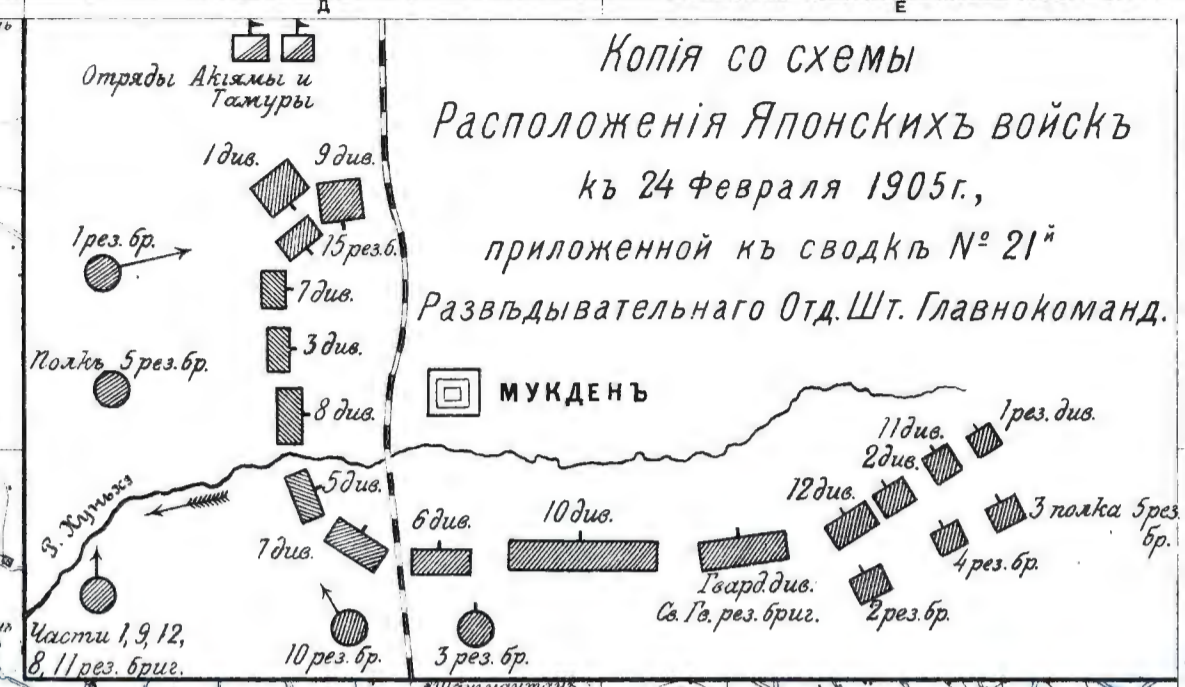 Д Е
Копія со схемы
Расположенія Японскихъ войскъ
къ 24 Февраля 1905г.,
приложенной къ сводкѣ № 21й
Развѣдывательнаго Отд. Шт. Главнокоманд.
Отряды Акіямы и
Тамуры
1 див. 9 див.
1 рез. бр.
15 рез. б.
7 див.
3 див.
Полкъ 5 рез. бр.
МУКДЕНЪ
8 див.
1 рез. див.
11 див.
2 див.
12 див.
5 див.
Р. Хуньхэ
6 див.
10 див.
3 полка 5 рез.
бр.
7 див.
4 рез. бр.
Гвард. див.
Св. Гв. рез. бриг.
2 рез. бр.
Части 1, 9, 12,
8, 11 рез. бриг.
10 рез. бр.
3 рез. бр.